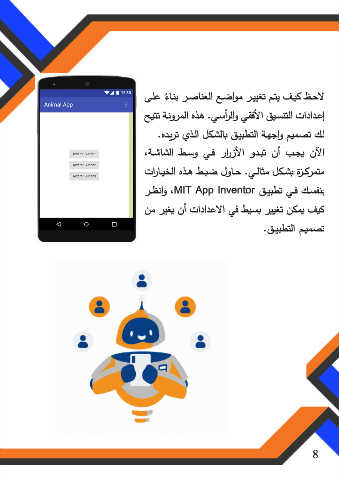 Animal App
لاحظ كيف يتم تغيير مواضع العناصر بناءً على
إعدادات التنسيق الأفقي والرأسي. هذه المرونة تتيح
لك تصميم واجهة التطبيق بالشكل الذي تريده.
الآن يجب أن تبدو الأزرار في وسط الشاشة،
متمركزة بشكل مثالي. حاول ضبط هذه الخيارات
بنفسك في تطبيق MIT App Inventor، وانظر
كيف يمكن تغيير بسيط في الاعدادات أن يغير من
تصميم التطبيق.
8